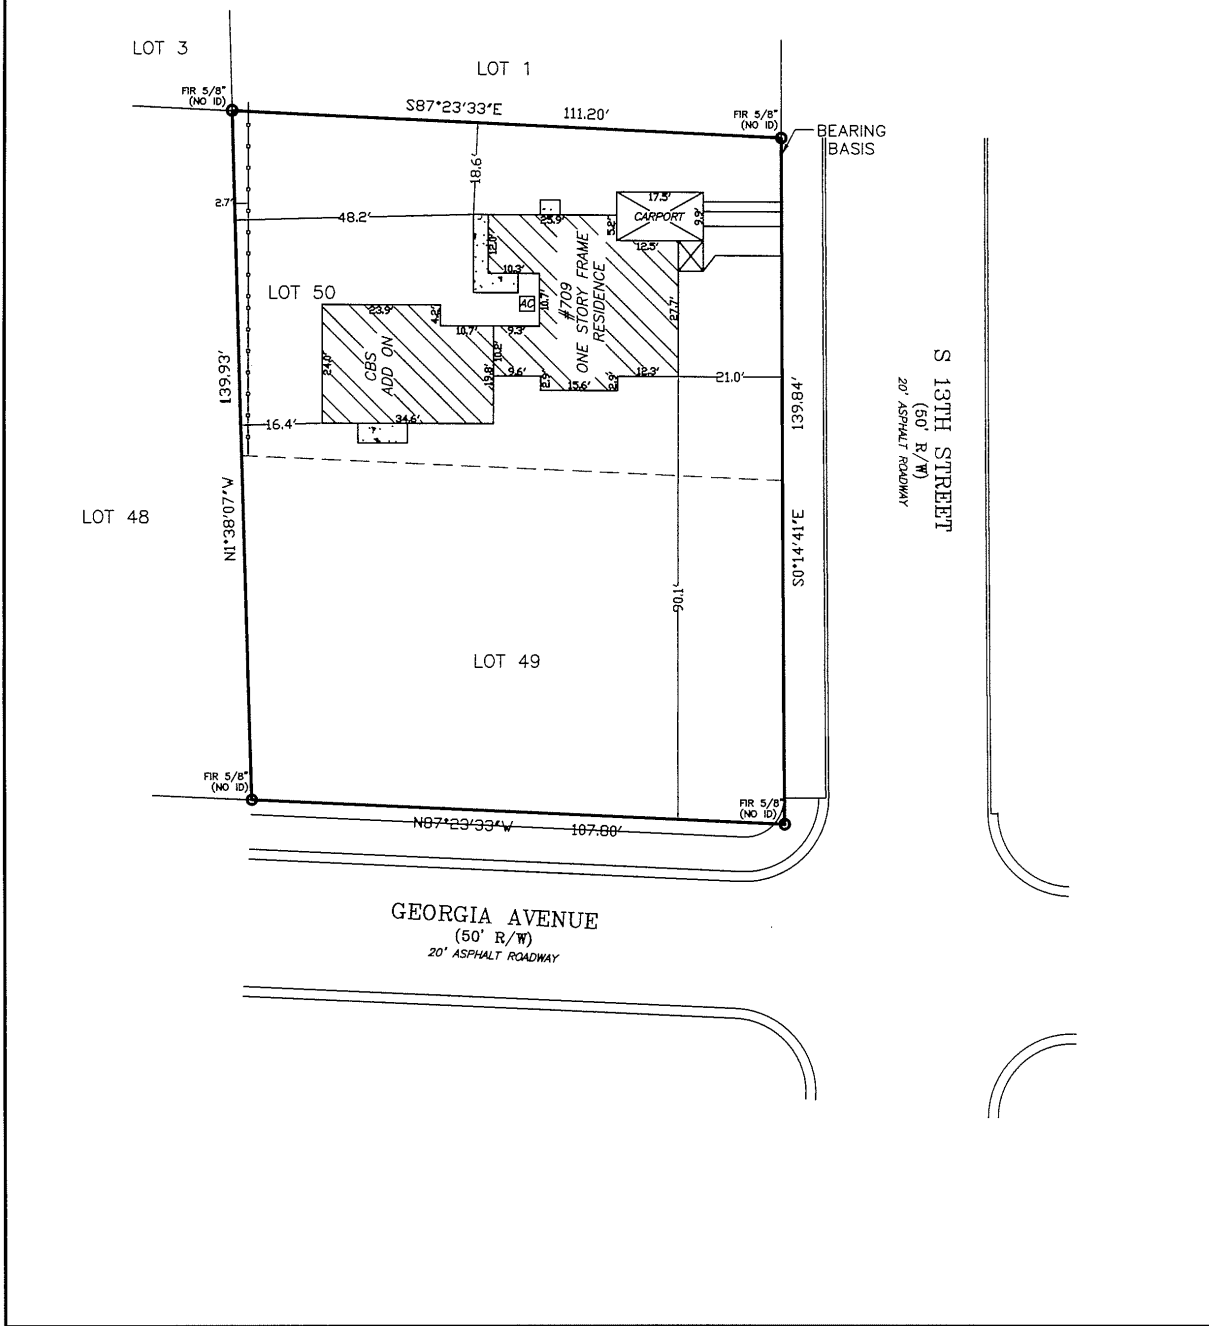 LOT 3
LOT 1
FIR 5/8"
(NO ID)
S87°23'33"E 111.20'
FIR 5/8"
(NO ID)
BEARING
BASIS
18.6'
2.7'
48.2'
17.5'
CARPORT
9.9'
25.9'
5.2'
12.5'
12.0'
10.3'
AC
10.7'
#709
ONE STORY FRAME
RESIDENCE
27.7'
LOT 50
23.9'
4.2'
10.7'
9.3'
10.2'
CBS
ADD ON
24.0'
19.8'
9.6'
2.9'
15.6'
2.9'
12.3'
21.0'
34.6'
16.4'
139.93'
N1°38'07"W
139.84'
S0°14'41"E
S 13TH STREET
(50' R/W)
20' ASPHALT ROADWAY
LOT 48
90.1'
LOT 49
FIR 5/8"
(NO ID)
FIR 5/8"
(NO ID)
N87°23'33"W 107.80'
GEORGIA AVENUE
(50' R/W)
20' ASPHALT ROADWAY